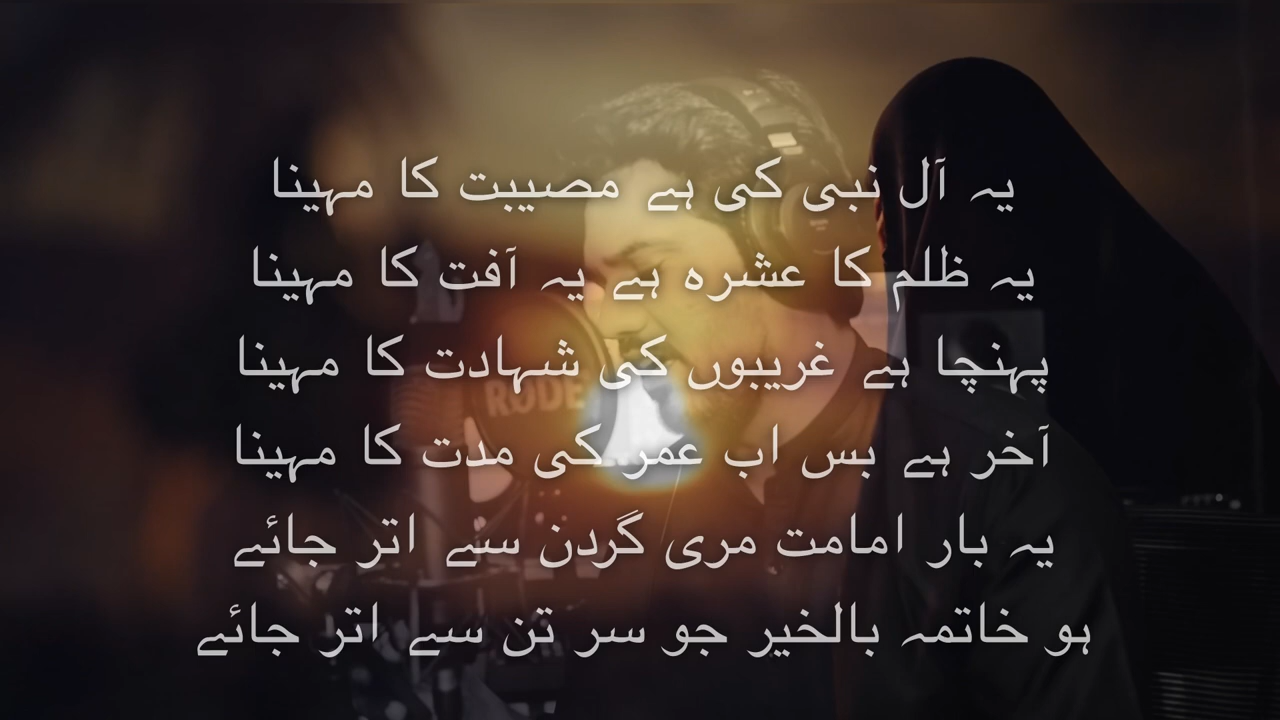 یہ آل نبی کی ہے مصیبت کا مہینا
یہ ظلم کا عشرہ ہے یہ آفت کا مہینا
پہنچا ہے غریبوں کی شہادت کا مہینا
آخر ہے بس اب عمر کی مدت کا مہینا
یہ بار امامت مری گردن سے اتر جائے
ہو خاتمہ بالخیر جو سر تن سے اتر جائے
RODE